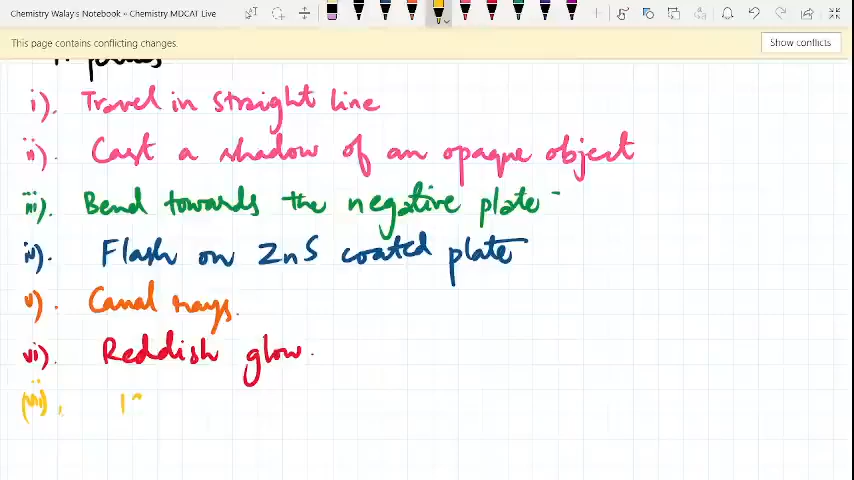 Chemistry Walay's Notebook » Chemistry MDCAT Live
This page contains conflicting changes.
Show conflicts
i). Travel in straight line
ii). Cast a shadow of an opaque object
iii). Bend towards the negative plate
iv). Flash on ZnS coated plate
v). Canal rays.
vi). Reddish glow.
(vii).